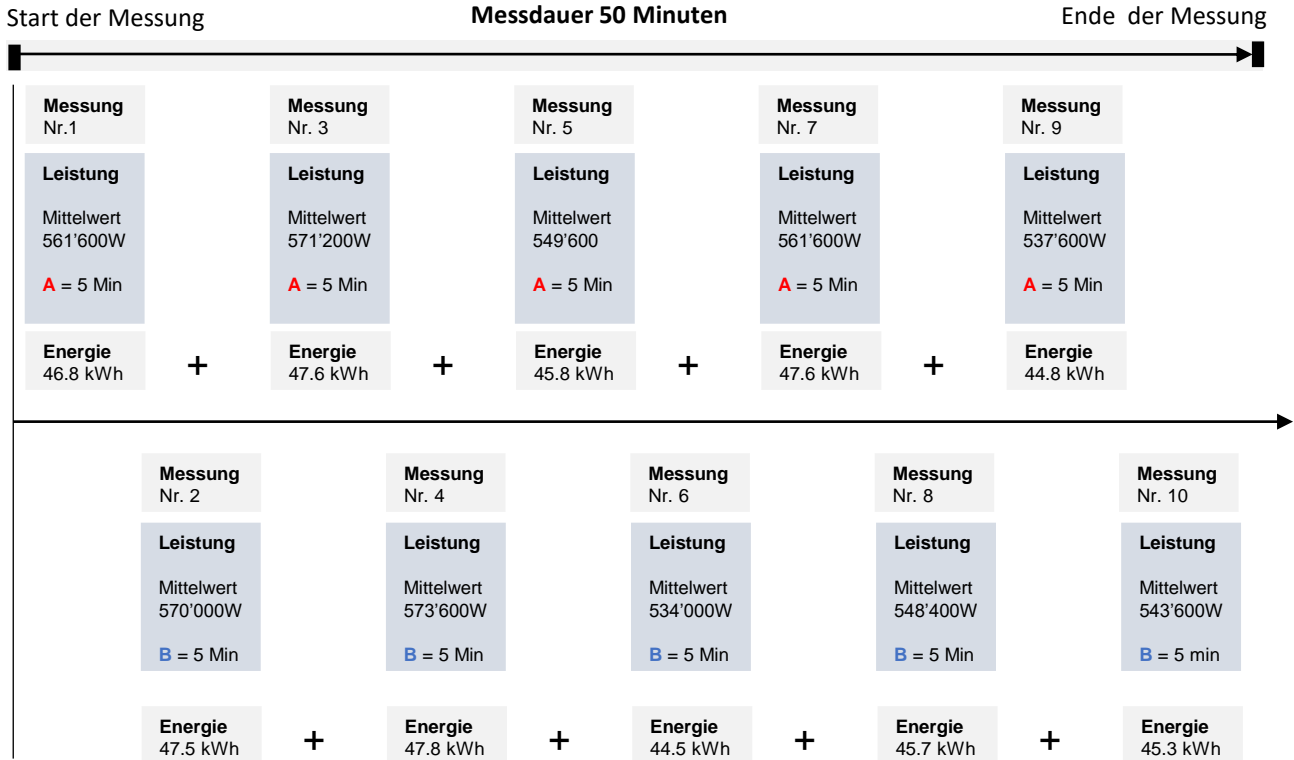 Start der Messung
Messdauer 50 Minuten
Ende der Messung
Messung
Nr.1
Leistung
Mittelwert
561’600W
A = 5 Min
Energie
46.8 kWh
+
Messung
Nr. 3
Leistung
Mittelwert
571’200W
A = 5 Min
Energie
47.6 kWh
+
Messung
Nr. 5
Leistung
Mittelwert
549’600
A = 5 Min
Energie
45.8 kWh
+
Messung
Nr. 7
Leistung
Mittelwert
561’600W
A = 5 Min
Energie
47.6 kWh
+
Messung
Nr. 9
Leistung
Mittelwert
537’600W
A = 5 Min
Energie
44.8 kWh
Messung
Nr. 2
Leistung
Mittelwert
570’000W
B = 5 Min
Energie
47.5 kWh
+
Messung
Nr. 4
Leistung
Mittelwert
573’600W
B = 5 Min
Energie
47.8 kWh
+
Messung
Nr. 6
Leistung
Mittelwert
534’000W
B = 5 Min
Energie
44.5 kWh
+
Messung
Nr. 8
Leistung
Mittelwert
548’400W
B = 5 Min
Energie
45.7 kWh
+
Messung
Nr. 10
Leistung
Mittelwert
543’600W
B = 5 min
Energie
45.3 kWh